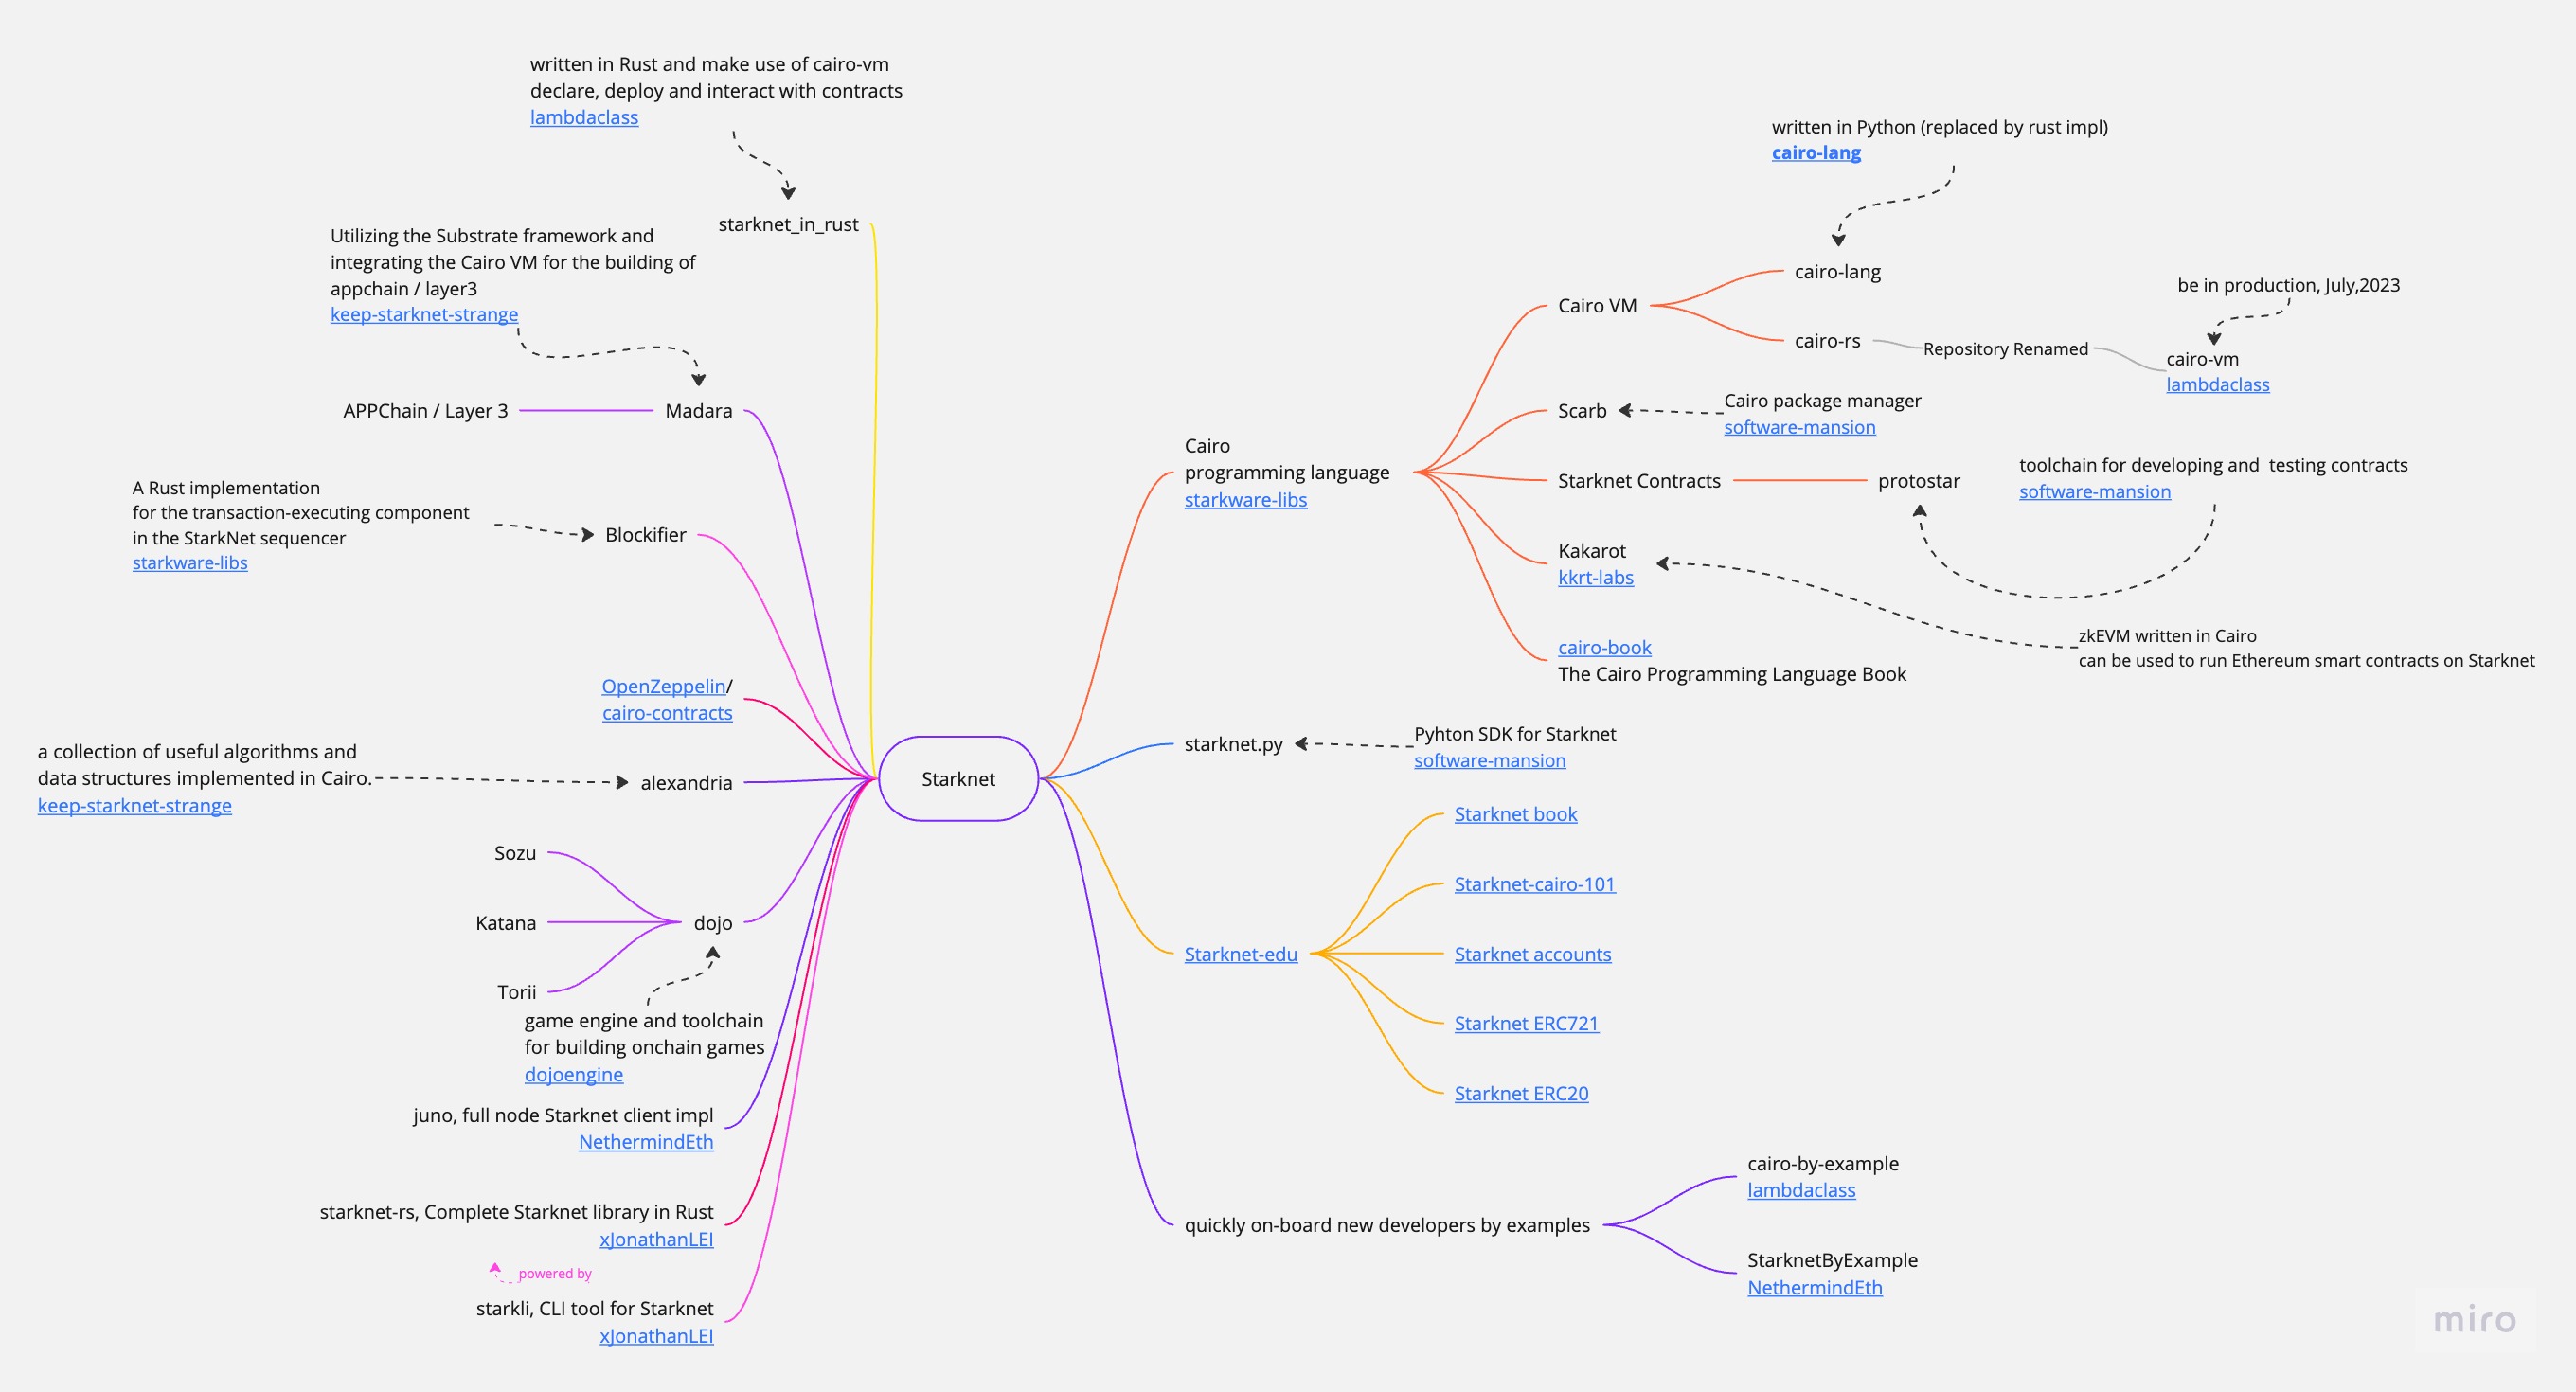 written in Rust and make use of cairo-vm
declare, deploy and interact with contracts
lambdaclass
starknet_in_rust
Utilizing the Substrate framework and
integrating the Cairo VM for the building of
appchain / layer3
keep-starknet-strange
APPChain / Layer 3
Madara
A Rust implementation
for the transaction-executing component
in the StarkNet sequencer
starkware-libs
Blockifier
OpenZeppelin/
cairo-contracts
a collection of useful algorithms and
data structures implemented in Cairo.
keep-starknet-strange
alexandria
Sozu
Katana
Torii
dojo
game engine and toolchain
for building onchain games
dojoengine
juno, full node Starknet client impl
NethermindEth
starknet-rs, Complete Starknet library in Rust
xJonathanLEI
powered by
starkli, CLI tool for Starknet
xJonathanLEI
Starknet
Cairo
programming language
starkware-libs
Cairo VM
written in Python (replaced by rust impl)
cairo-lang
cairo-lang
cairo-rs
Repository Renamed
be in production, July,2023
cairo-vm
lambdaclass
Scarb
Cairo package manager
software-mansion
Starknet Contracts
protostar
toolchain for developing and  testing contracts
software-mansion
Kakarot
kkrt-labs
zkEVM written in Cairo
can be used to run Ethereum smart contracts on Starknet
cairo-book
The Cairo Programming Language Book
starknet.py
Pyhton SDK for Starknet
software-mansion
Starknet-edu
Starknet book
Starknet-cairo-101
Starknet accounts
Starknet ERC721
Starknet ERC20
quickly on-board new developers by examples
cairo-by-example
lambdaclass
StarknetByExample
NethermindEth
miro